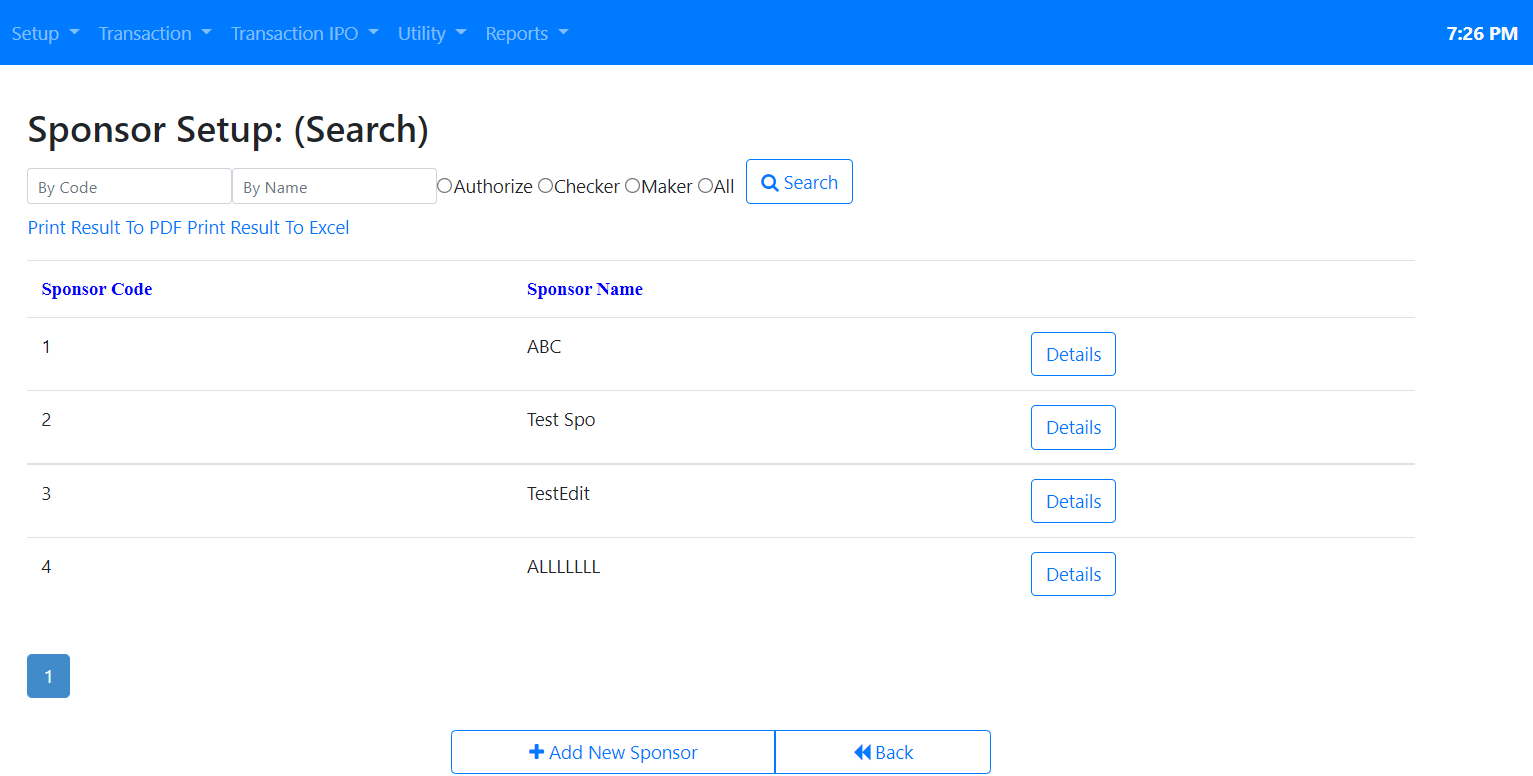 Setup Transaction Transaction IPO Utility Reports 7:26 PM
Sponsor Setup: (Search)
By Code By Name Authorize Checker Maker All Search
Print Result To PDF Print Result To Excel
Sponsor Code Sponsor Name
1 ABC Details
2 Test Spo Details
3 TestEdit Details
4 ALLLLLLL Details
1
Add New Sponsor Back